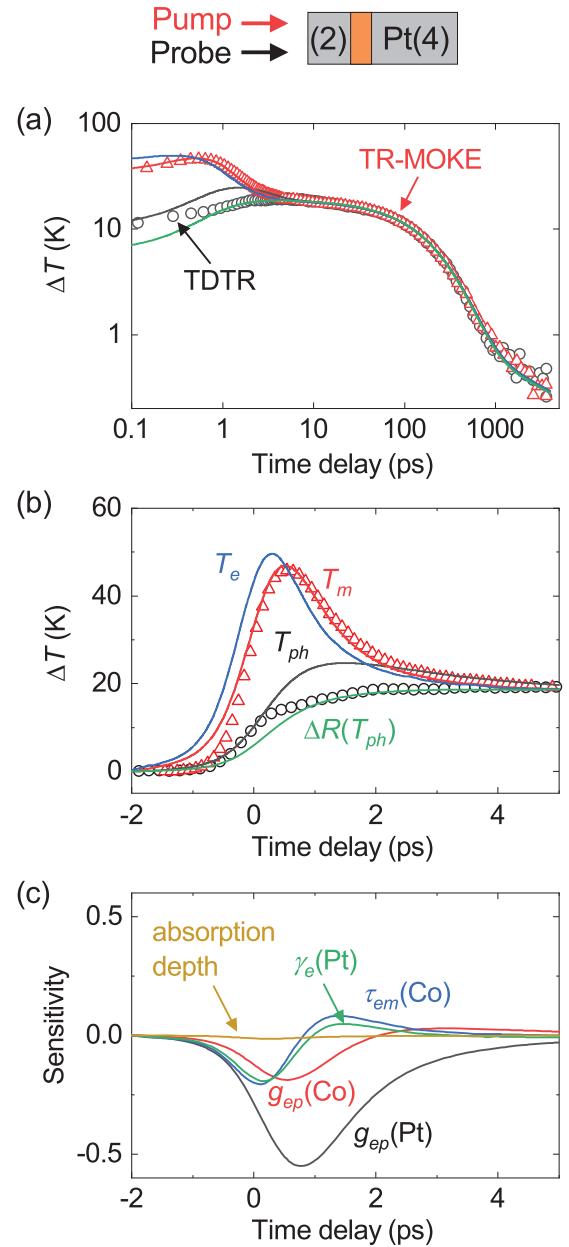 Pump
Probe
(2) Pt(4)
(a)
100
10
1
ΔT (K)
TR-MOKE
TDTR
0.1 1 10 100 1000
Time delay (ps)
(b)
60
40
20
0
ΔT (K)
Te
Tm
Tph
ΔR(Tph)
-2 0 2 4
Time delay (ps)
(c)
0.5
0.0
-0.5
Sensitivity
absorption
depth
γe(Pt)
τem(Co)
gep(Co)
gep(Pt)
-2 0 2 4
Time delay (ps)